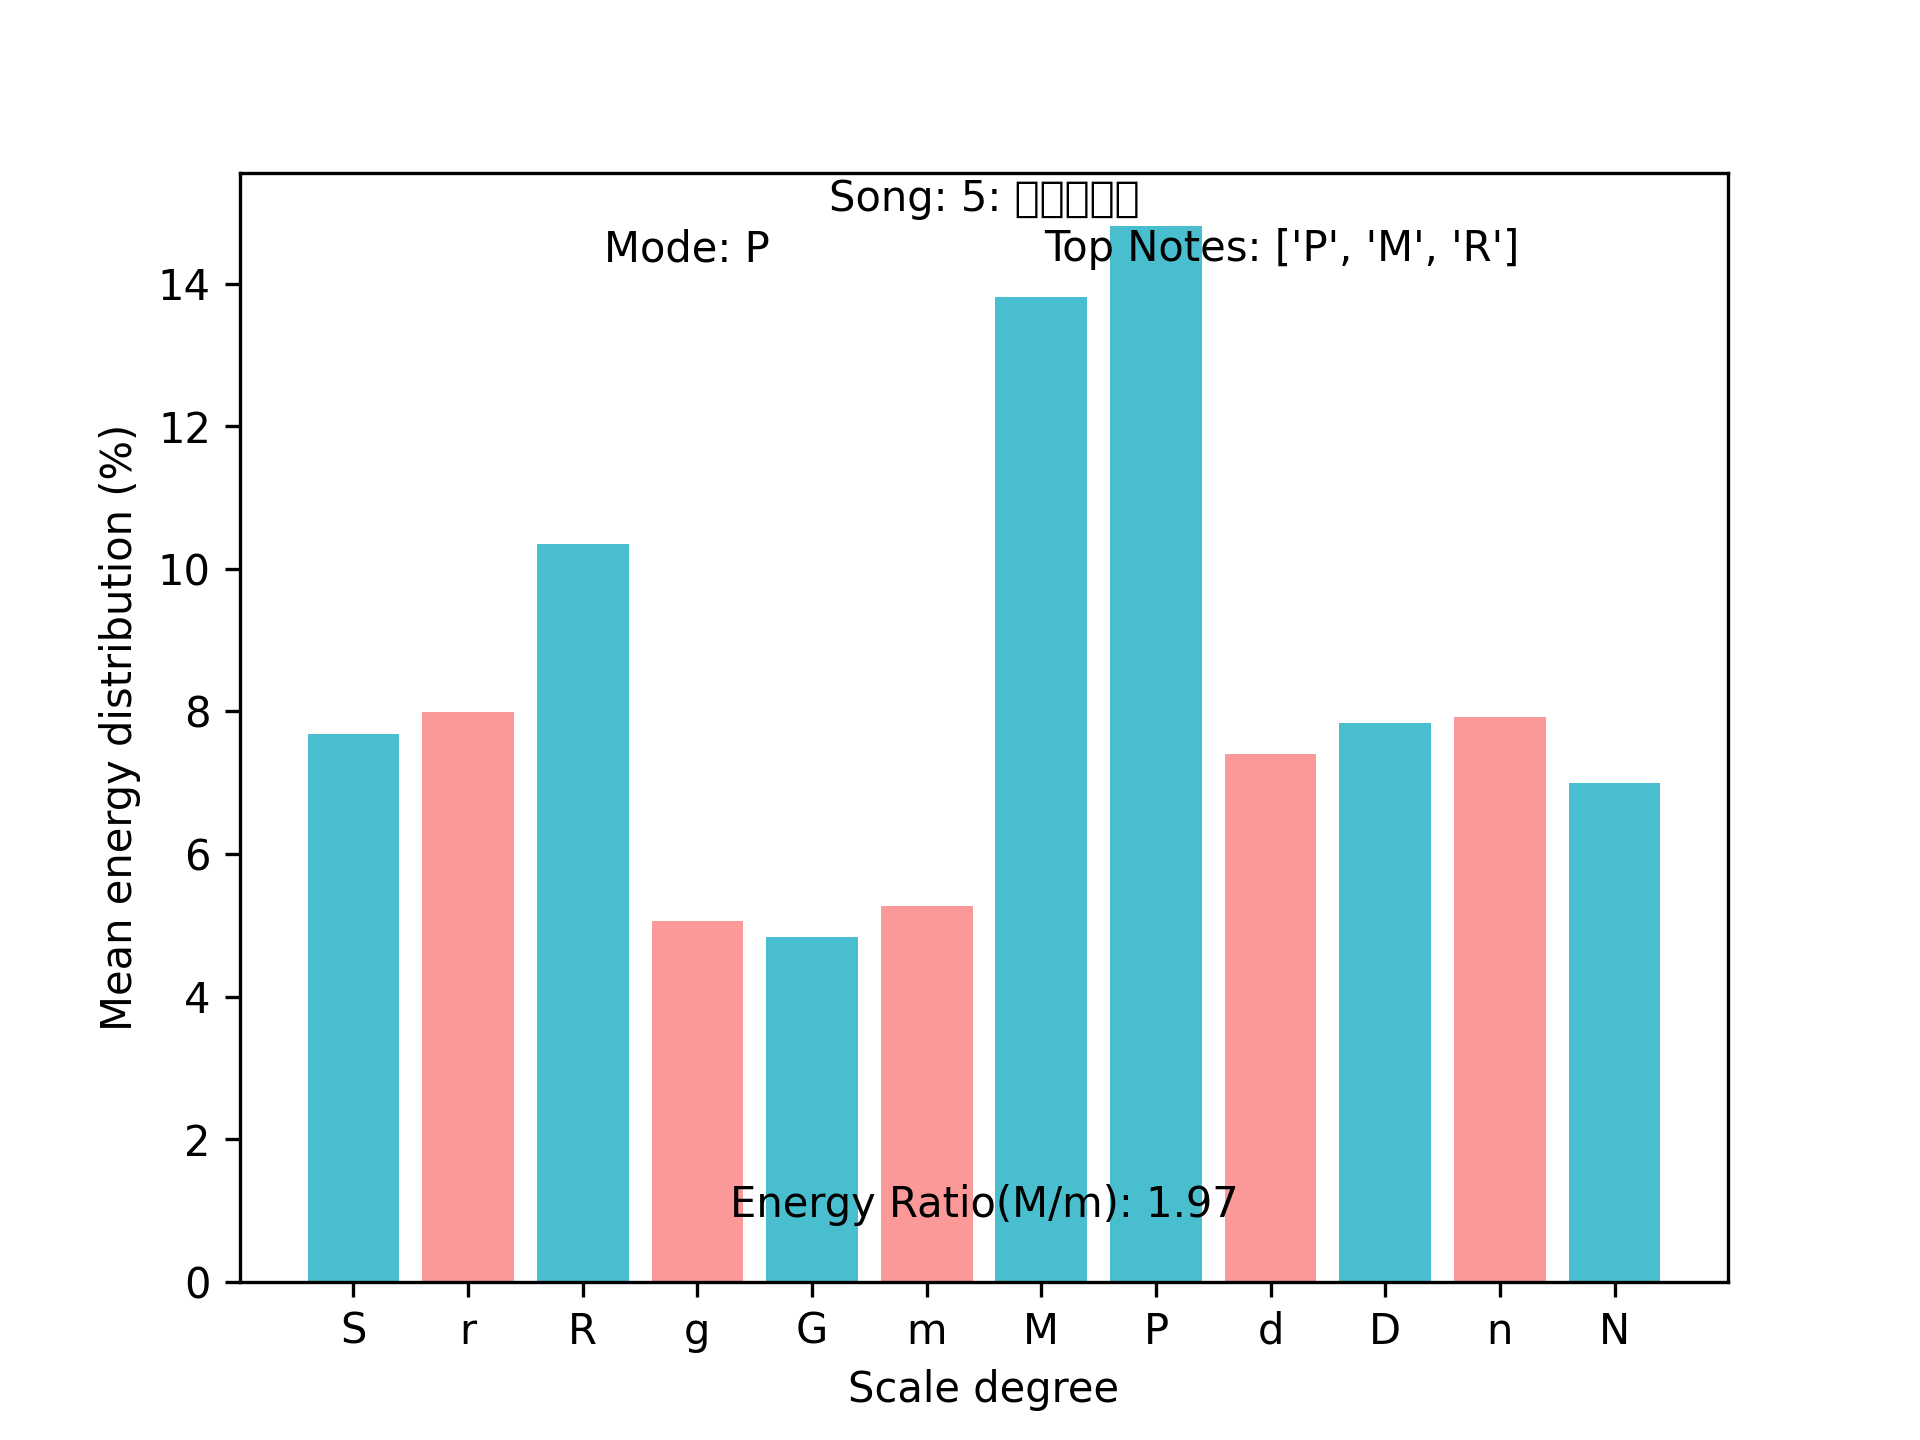 Song: 5:
Mode: P
Top Notes: ['P', 'M', 'R']
14
12
10
8
6
4
2
0
Mean energy distribution (%)
Energy Ratio(M/m): 1.97
S r R g G m M P d D n N
Scale degree